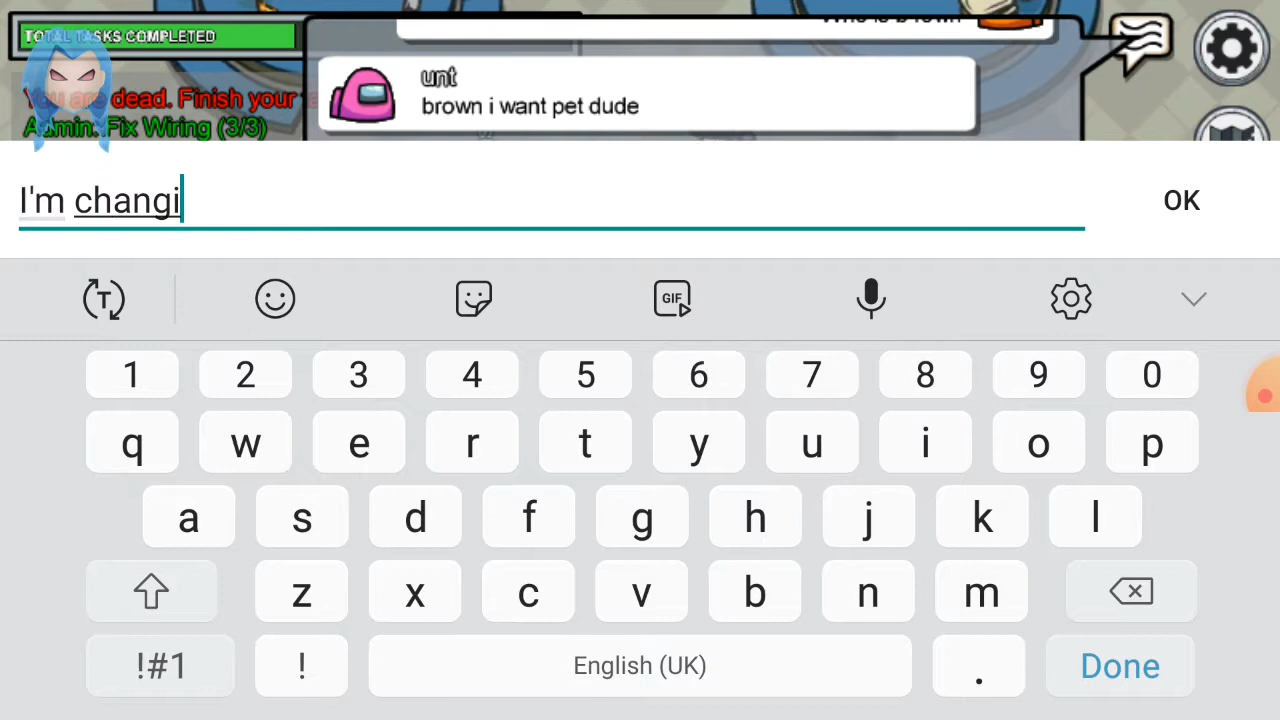 TOTAL TASKS COMPLETED
You are dead. Finish your
Admin: Fix Wiring (3/3)
unt
brown i want pet dude
I'm changi
OK
T
GIF
1 2 3 4 5 6 7 8 9 0
q w e r t y u i o p
a s d f g h j k l
z x c v b n m
!#1 ! English (UK) . Done